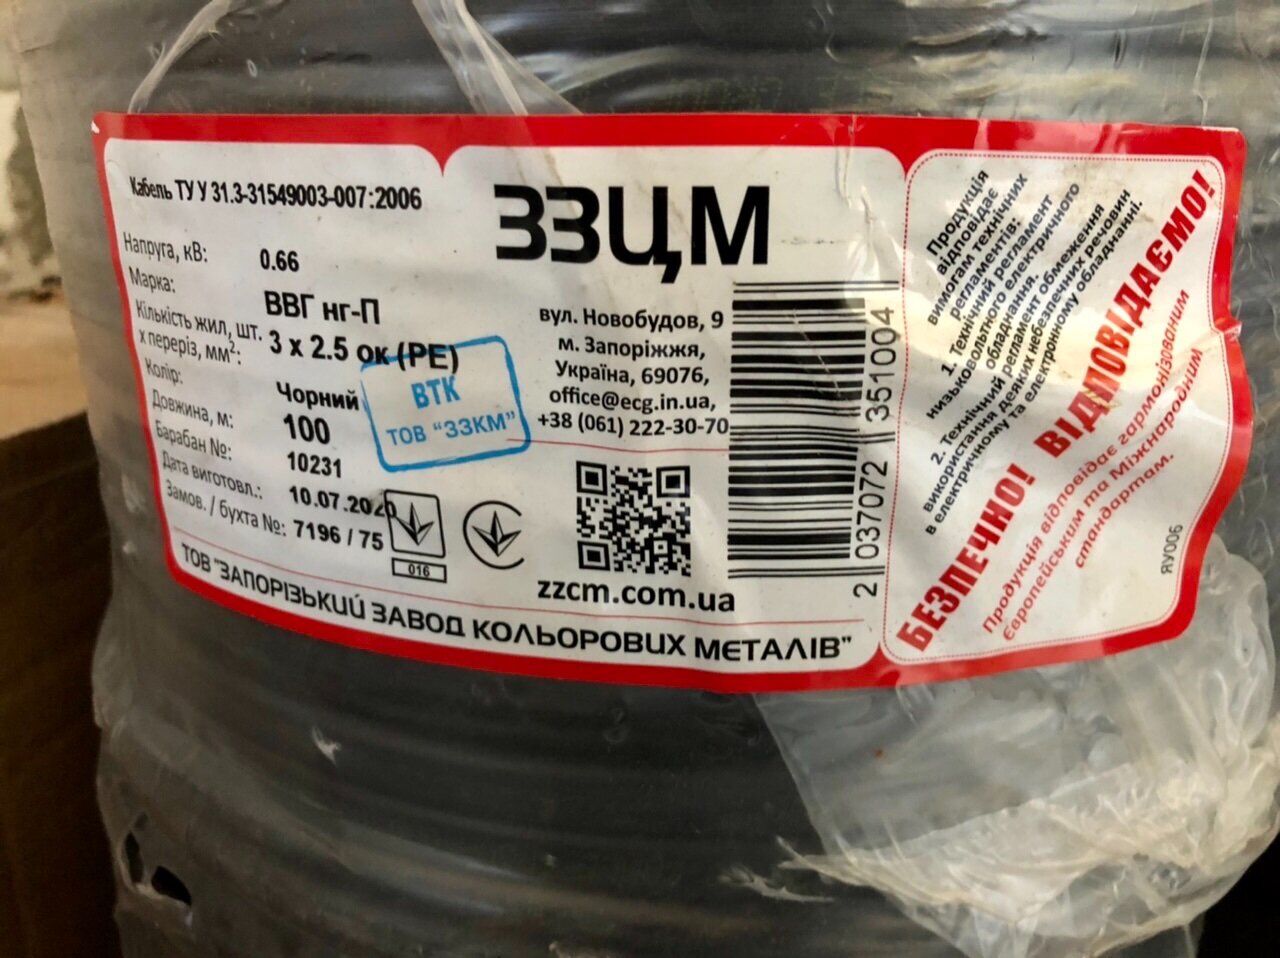 Кабель ТУ У 31.3-31549003-007:2006
Напруга, кВ: 0.66
Марка: ВВГ нг-П
Кількість жил, шт. х переріз, мм²: 3 х 2.5 ок (PE)
Колір: Чорний
Довжина, м: 100
Барабан №: 10231
Дата виготовл.: 10.07.2020
Замов. / бухта №: 7196 / 75
ВТК
ТОВ "ЗЗКМ"
016
ЗЗЦМ
вул. Новобудов, 9
м. Запоріжжя,
Україна, 69076,
office@ecg.in.ua,
+38 (061) 222-30-70
zzcm.com.ua
2 037072 351004
ТОВ "ЗАПОРІЗЬКИЙ ЗАВОД КОЛЬОРОВИХ МЕТАЛІВ"
Продукція
відповідає
вимогам технічних
регламентів:
1. Технічний регламент
низьковольтного електричного
обладнання.
2. Технічний регламент обмеження
використання деяких небезпечних речовин
в електричному та електронному обладнанні.
БЕЗПЕЧНО! ВІДПОВІДАЄМО!
Продукція відповідає гармонізованим
Європейським та Міжнародним
стандартам.
ЯУ006